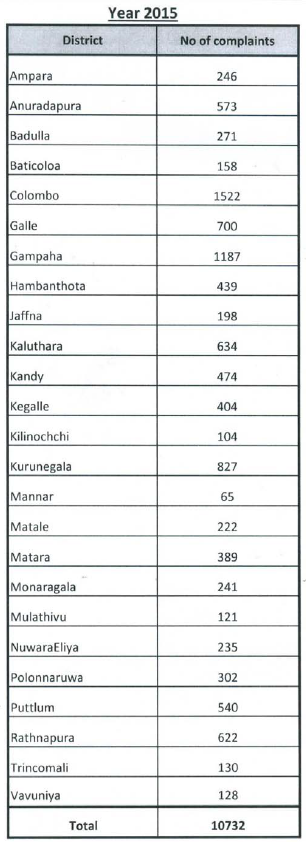 Year 2015
District No of complaints
Ampara 246
Anuradapura 573
Badulla 271
Baticoloa 158
Colombo 1522
Galle 700
Gampaha 1187
Hambanthota 439
Jaffna 198
Kaluthara 634
Kandy 474
Kegalle 404
Kilinochchi 104
Kurunegala 827
Mannar 65
Matale 222
Matara 389
Monaragala 241
Mulathivu 121
NuwaraEliya 235
Polonnaruwa 302
Puttlum 540
Rathnapura 622
Trincomali 130
Vavuniya 128
Total 10732